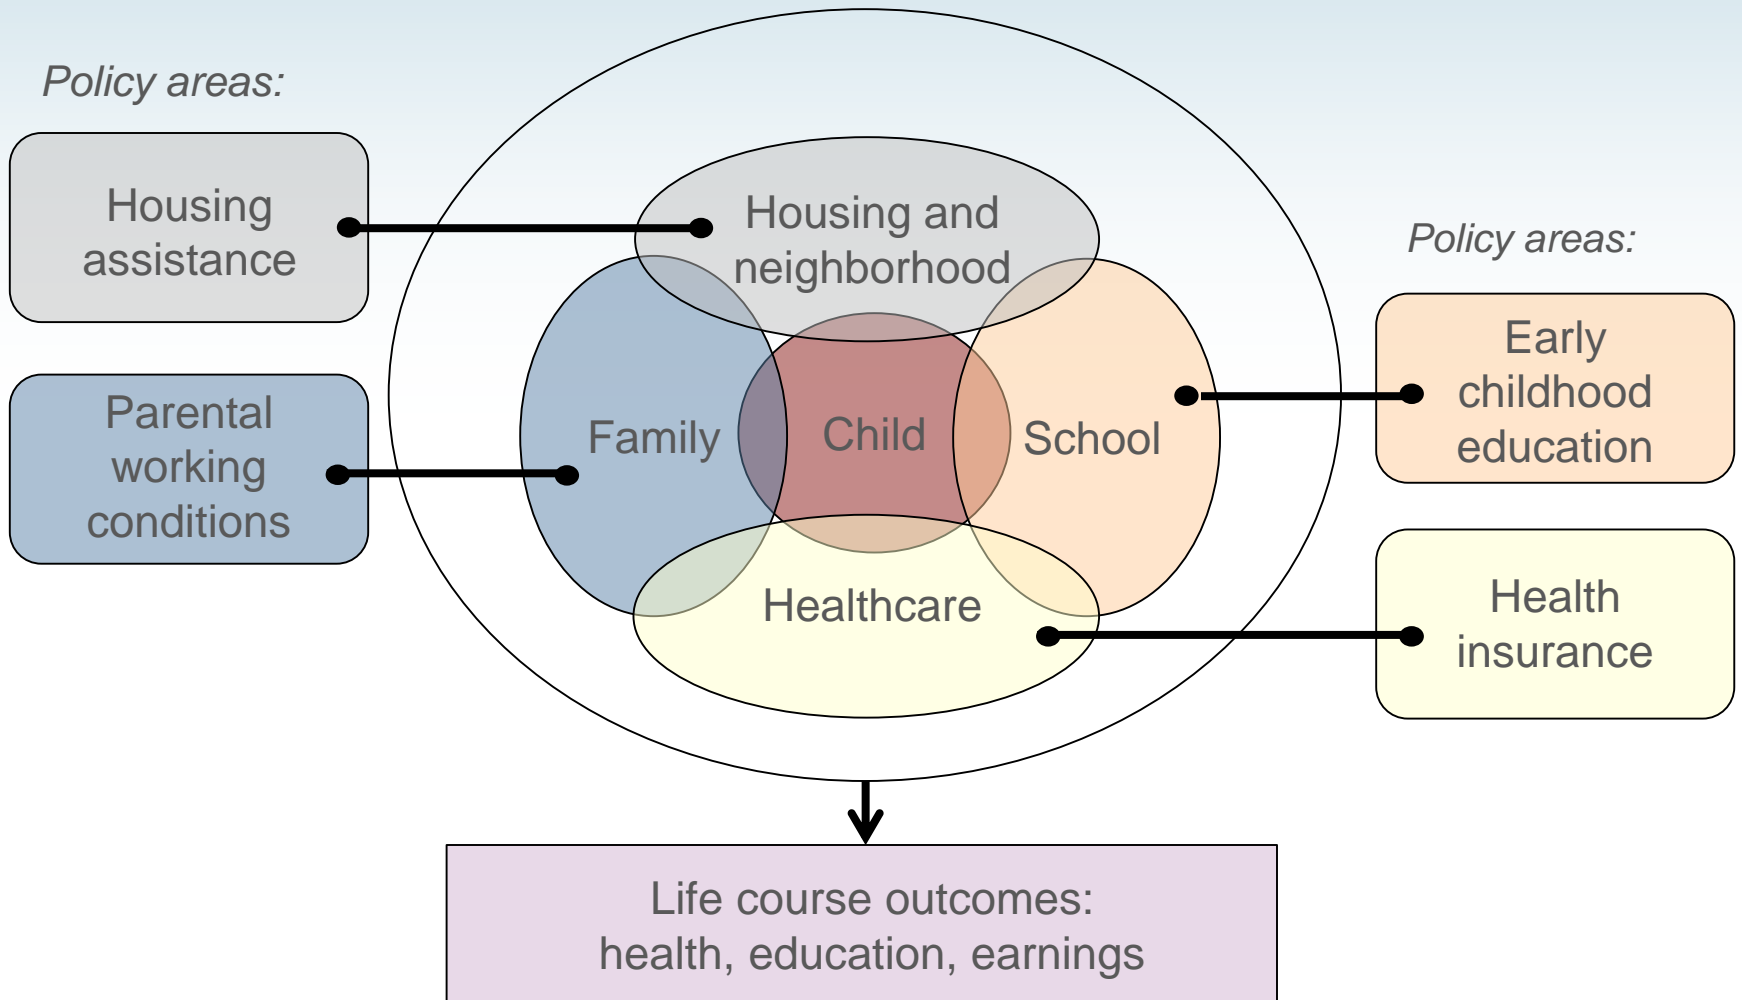 Policy areas:
Housing
assistance
Parental
working
conditions
Housing and
neighborhood
Family
Child
School
Healthcare
Policy areas:
Early
childhood
education
Health
insurance
Life course outcomes:
health, education, earnings